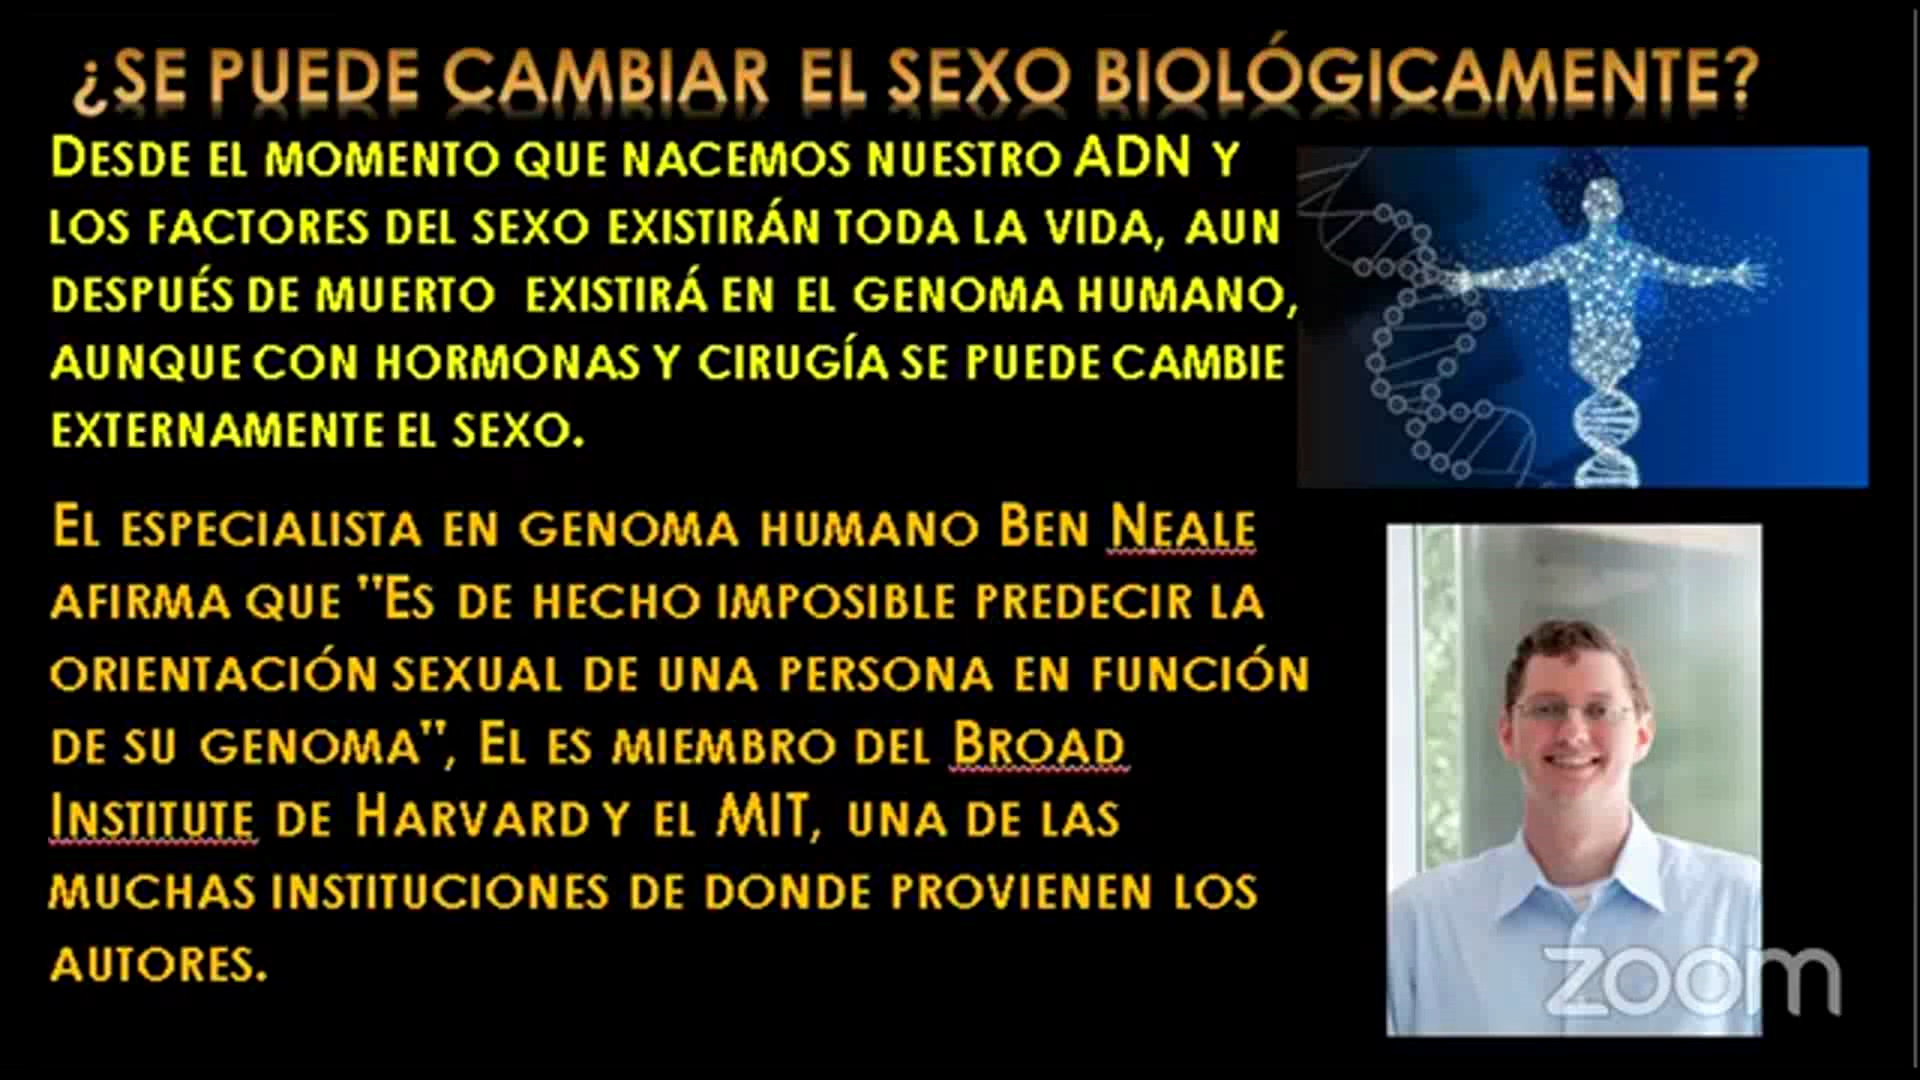 ¿SE PUEDE CAMBIAR EL SEXO BIOLÓGICAMENTE?
DESDE EL MOMENTO QUE NACEMOS NUESTRO ADN Y
LOS FACTORES DEL SEXO EXISTIRÁN TODA LA VIDA, AUN
DESPUÉS DE MUERTO EXISTIRÁ EN EL GENOMA HUMANO,
AUNQUE CON HORMONAS Y CIRUGÍA SE PUEDE CAMBIE
EXTERNAMENTE EL SEXO.
EL ESPECIALISTA EN GENOMA HUMANO BEN NEALE
AFIRMA QUE "ES DE HECHO IMPOSIBLE PREDECIR LA
ORIENTACIÓN SEXUAL DE UNA PERSONA EN FUNCIÓN
DE SU GENOMA", EL ES MIEMBRO DEL BROAD
INSTITUTE DE HARVARD Y EL MIT, UNA DE LAS
MUCHAS INSTITUCIONES DE DONDE PROVIENEN LOS
AUTORES.
zoom